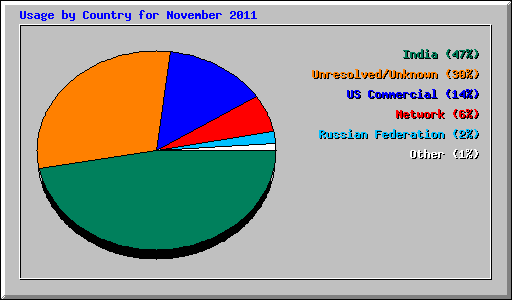 Usage by Country for November 2011
India (47%)
Unresolved/Unknown (30%)
US Commercial (14%)
Network (6%)
Russian Federation (2%)
Other (1%)